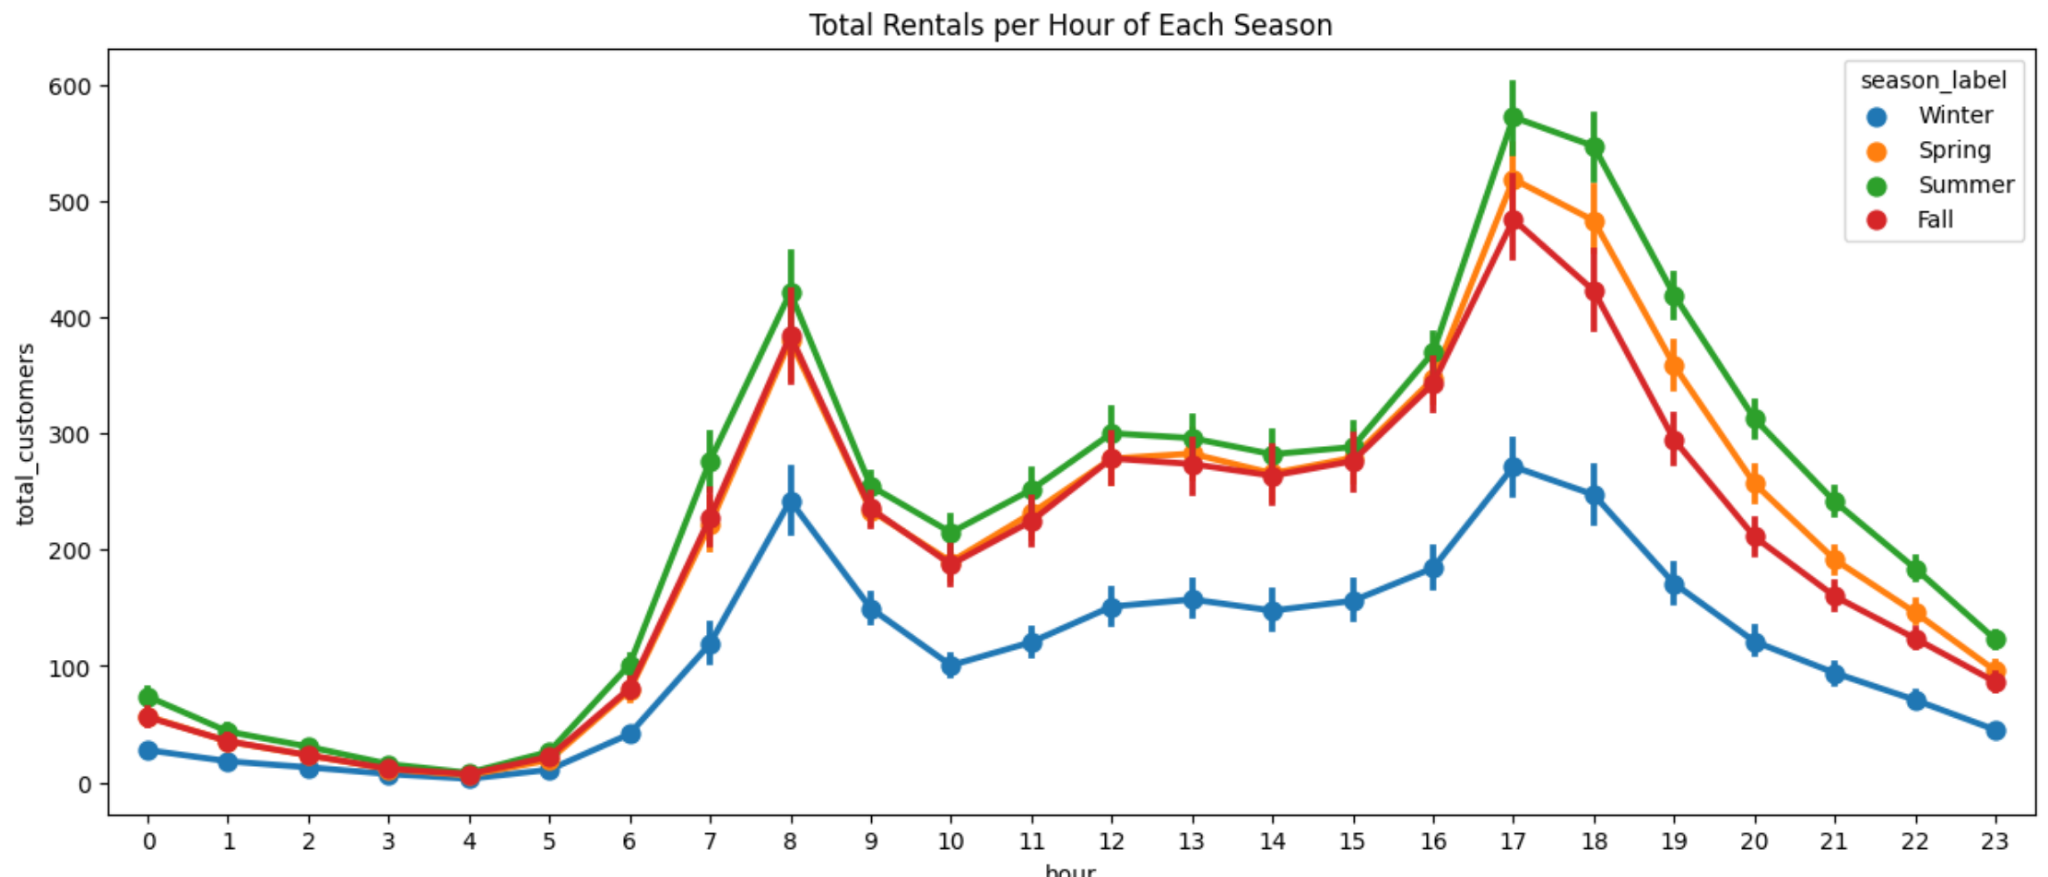 Total Rentals per Hour of Each Season
600
500
400
300
200
100
0
total_customers
season_label
Winter
Spring
Summer
Fall
0 1 2 3 4 5 6 7 8 9 10 11 12 13 14 15 16 17 18 19 20 21 22 23
hour